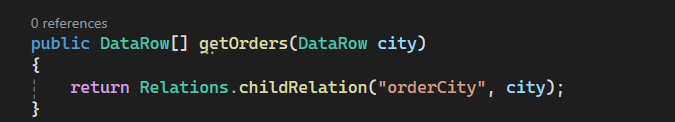 0 references
public DataRow[] getOrders(DataRow city)
{
return Relations.childRelation("orderCity", city);
}